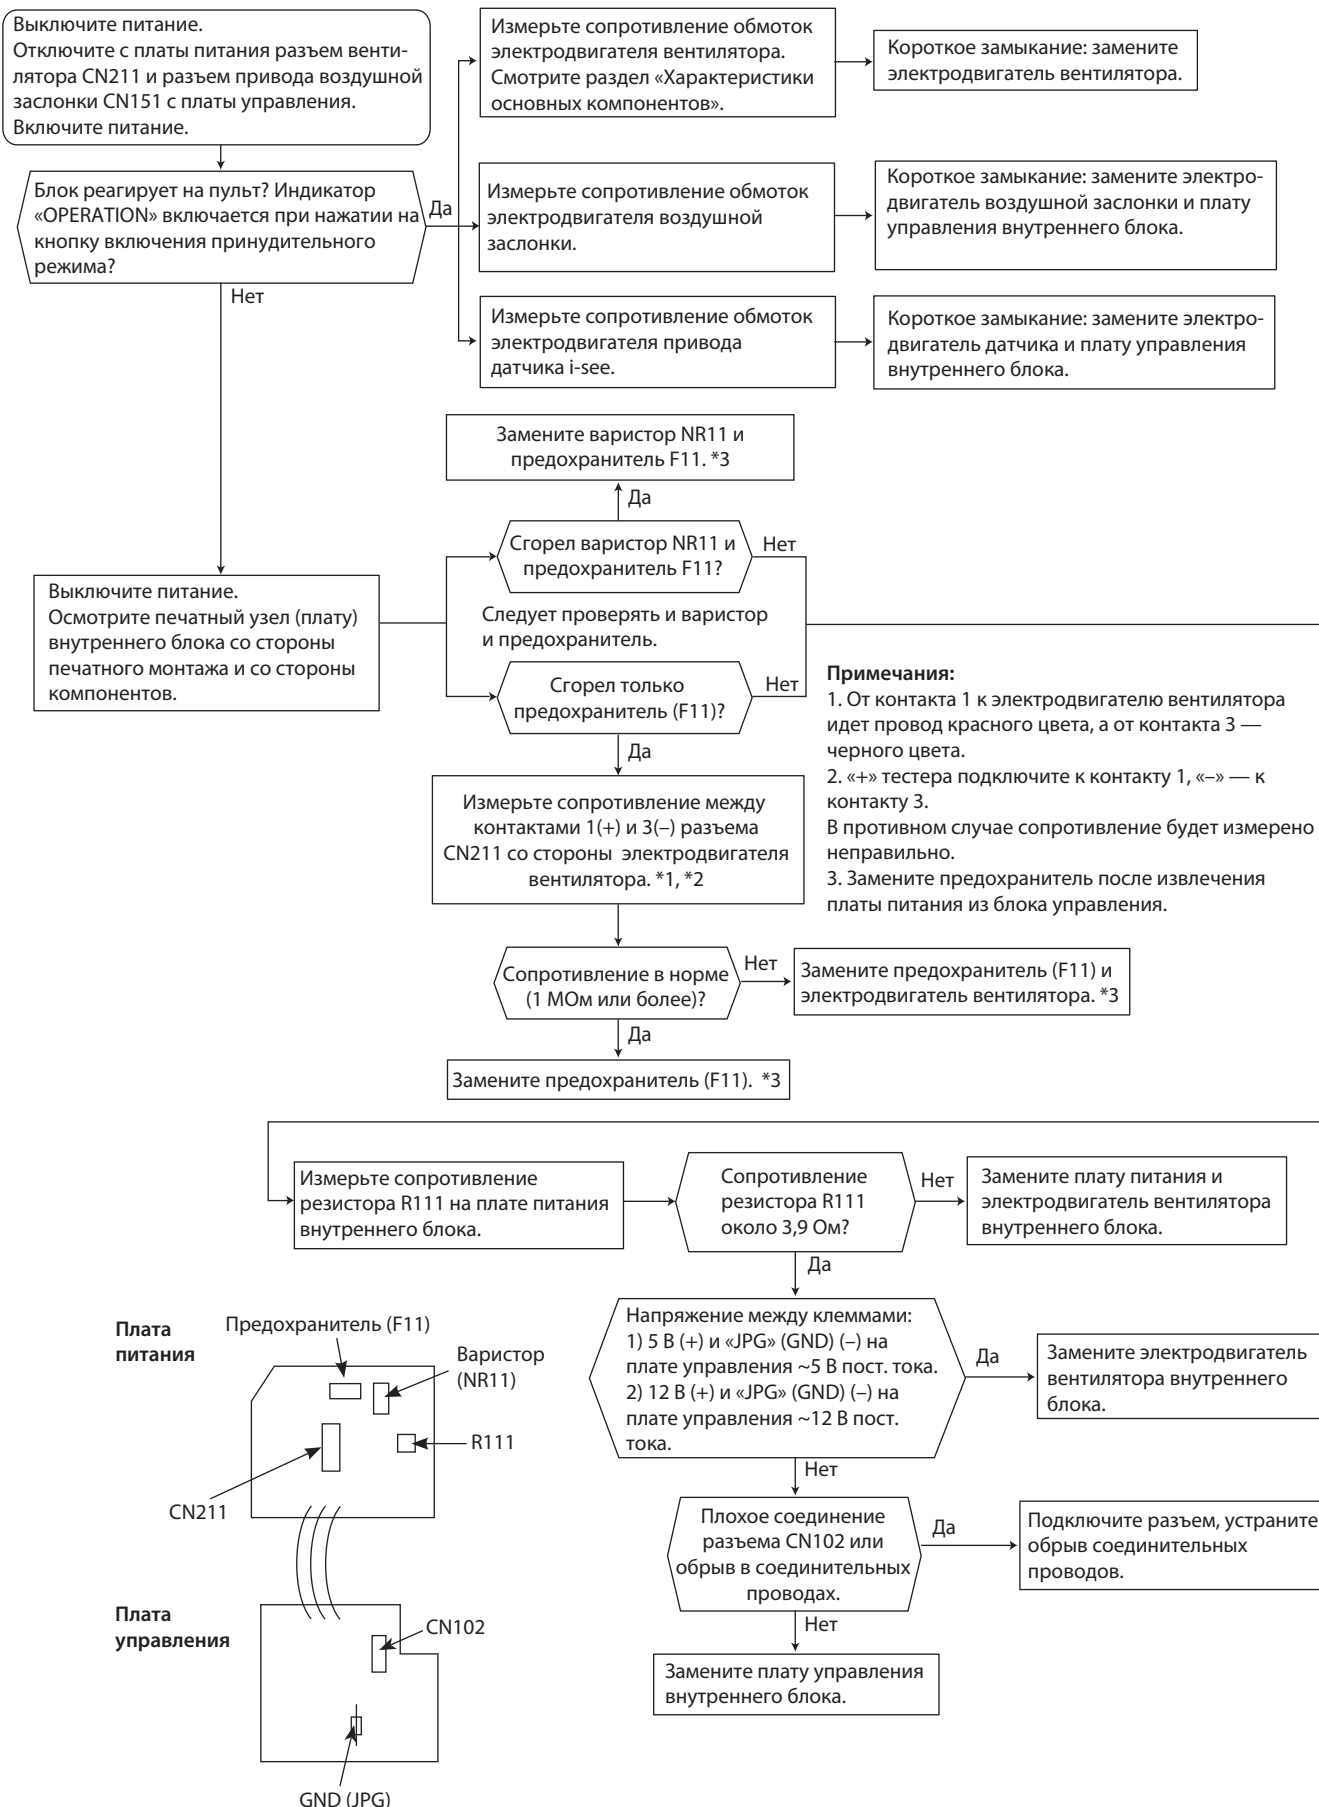 Выключите питание.
Отключите с платы питания разъем венти-
лятора CN211 и разъем привода воздушной
заслонки CN151 с платы управления.
Включите питание.
Измерьте сопротивление обмоток
электродвигателя вентилятора.
Смотрите раздел «Характеристики
основных компонентов».
Короткое замыкание: замените
электродвигатель вентилятора.
Блок реагирует на пульт? Индикатор
«OPERATION» включается при нажатии на
кнопку включения принудительного
режима?
Да
Измерьте сопротивление обмоток
электродвигателя воздушной
заслонки.
Короткое замыкание: замените электро-
двигатель воздушной заслонки и плату
управления внутреннего блока.
Нет
Измерьте сопротивление обмоток
электродвигателя привода
датчика i-see.
Короткое замыкание: замените электро-
двигатель датчика и плату управления
внутреннего блока.
Замените варистор NR11 и
предохранитель F11. *3
Да
Сгорел варистор NR11 и
предохранитель F11?
Нет
Выключите питание.
Осмотрите печатный узел (плату)
внутреннего блока со стороны
печатного монтажа и со стороны
компонентов.
Следует проверять и варистор
и предохранитель.
Сгорел только
предохранитель (F11)?
Нет
Да
Примечания:
1. От контакта 1 к электродвигателю вентилятора
идет провод красного цвета, а от контакта 3 —
черного цвета.
2. «+» тестера подключите к контакту 1, «–» — к
контакту 3.
В противном случае сопротивление будет измерено
неправильно.
3. Замените предохранитель после извлечения
платы питания из блока управления.
Измерьте сопротивление между
контактами 1(+) и 3(–) разъема
CN211 со стороны электродвигателя
вентилятора. *1, *2
Сопротивление в норме
(1 МОм или более)?
Нет
Замените предохранитель (F11) и
электродвигатель вентилятора. *3
Да
Замените предохранитель (F11). *3
Измерьте сопротивление
резистора R111 на плате питания
внутреннего блока.
Сопротивление
резистора R111
около 3,9 Ом?
Нет
Замените плату питания и
электродвигатель вентилятора
внутреннего блока.
Да
Напряжение между клеммами:
1) 5 В (+) и «JPG» (GND) (–) на
плате управления ~5 В пост. тока.
2) 12 В (+) и «JPG» (GND) (–) на
плате управления ~12 В пост.
тока.
Да
Замените электродвигатель
вентилятора внутреннего
блока.
Нет
Плохое соединение
разъема CN102 или
обрыв в соединительных
проводах.
Да
Подключите разъем, устраните
обрыв соединительных
проводов.
Нет
Замените плату управления
внутреннего блока.
Плата
питания
Предохранитель (F11)
Варистор
(NR11)
R111
CN211
Плата
управления
CN102
GND (JPG)